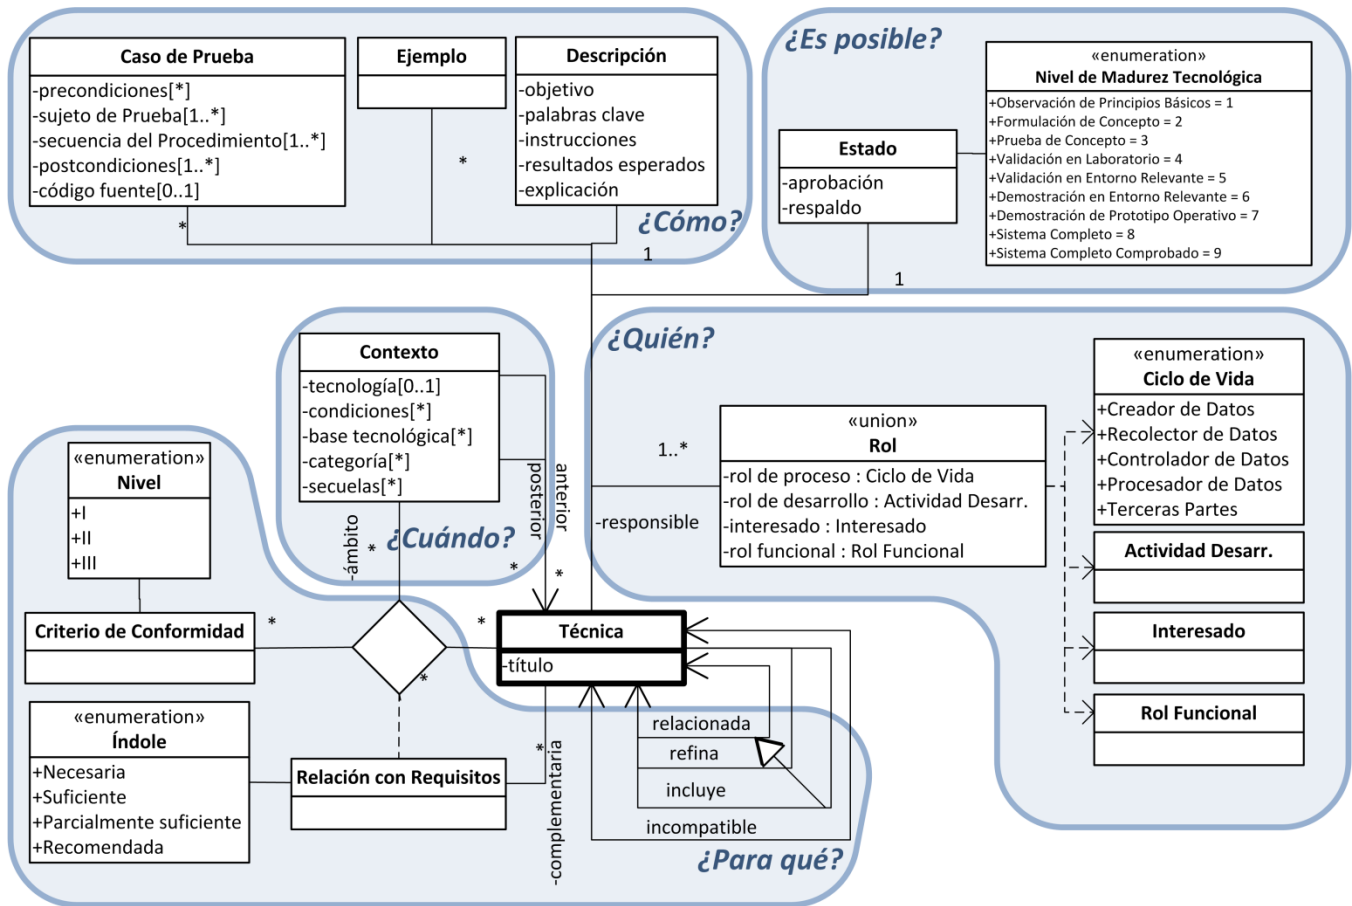 Caso de Prueba
-precondiciones[*]
-sujeto de Prueba[1..*]
-secuencia del Procedimiento[1..*]
-postcondiciones[1..*]
-código fuente[0..1]
Ejemplo
Descripción
-objetivo
-palabras clave
-instrucciones
-resultados esperados
-explicación
*
*
1
¿Cómo?
¿Es posible?
Estado
-aprobación
-respaldo
«enumeration»
Nivel de Madurez Tecnológica
+Observación de Principios Básicos = 1
+Formulación de Concepto = 2
+Prueba de Concepto = 3
+Validación en Laboratorio = 4
+Validación en Entorno Relevante = 5
+Demostración en Entorno Relevante = 6
+Demostración de Prototipo Operativo = 7
+Sistema Completo = 8
+Sistema Completo Comprobado = 9
1
Contexto
-tecnología[0..1]
-condiciones[*]
-base tecnológica[*]
-categoría[*]
-secuelas[*]
¿Cuándo?
-ámbito
*
posterior
*
anterior
*
¿Quién?
1..*
-responsible
«union»
Rol
-rol de proceso : Ciclo de Vida
-rol de desarrollo : Actividad Desarr.
-interesado : Interesado
-rol funcional : Rol Funcional
«enumeration»
Ciclo de Vida
+Creador de Datos
+Recolector de Datos
+Controlador de Datos
+Procesador de Datos
+Terceras Partes
Actividad Desarr.
Interesado
Rol Funcional
«enumeration»
Nivel
+I
+II
+III
Criterio de Conformidad
*
*
*
Técnica
-título
«enumeration»
Índole
+Necesaria
+Suficiente
+Parcialmente suficiente
+Recomendada
Relación con Requisitos
*
-complementaria
relacionada
refina
incluye
incompatible
¿Para qué?